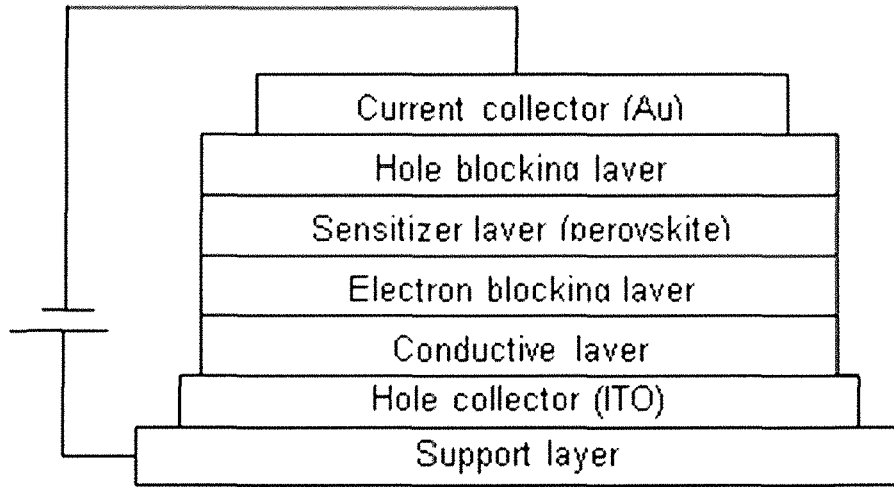 Current collector (Au)
Hole blocking layer
Sensitizer layer (perovskite)
Electron blocking layer
Conductive layer
Hole collector (ITO)
Support layer